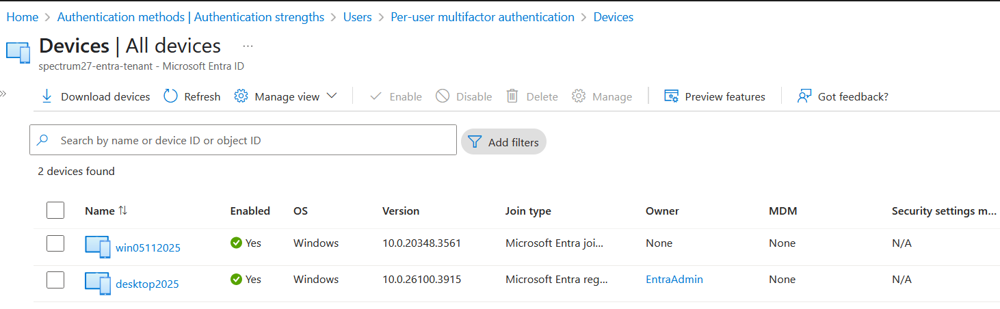 Home > Authentication methods | Authentication strengths > Users > Per-user multifactor authentication > Devices
Devices | All devices ...
spectrum27-entra-tenant - Microsoft Entra ID
Download devices Refresh Manage view Enable Disable Delete Manage Preview features Got feedback?
Search by name or device ID or object ID Add filters
2 devices found
Name Enabled OS Version Join type Owner MDM Security settings m...
win05112025 Yes Windows 10.0.20348.3561 Microsoft Entra joi... None None N/A
desktop2025 Yes Windows 10.0.26100.3915 Microsoft Entra reg... EntraAdmin None N/A